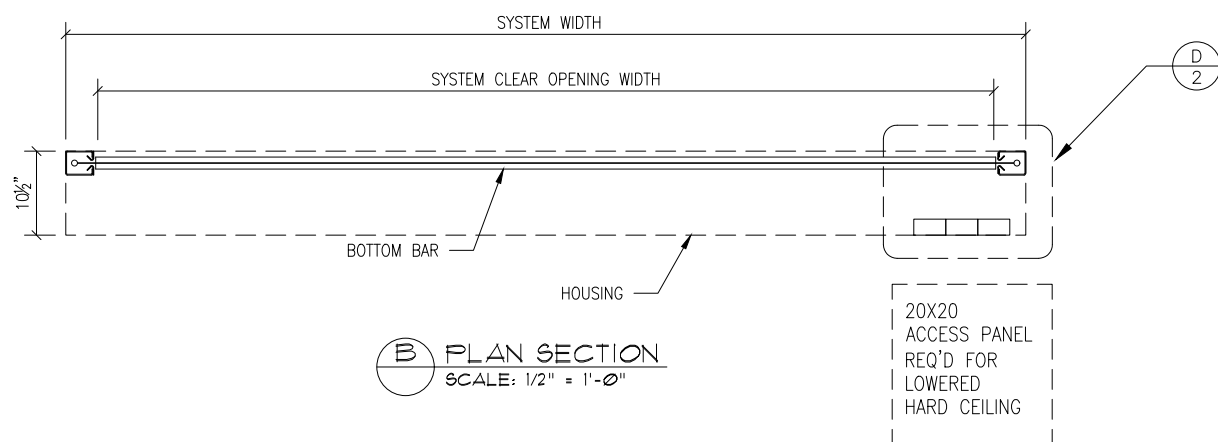 SYSTEM WIDTH
SYSTEM CLEAR OPENING WIDTH
D
2
10½"
BOTTOM BAR
HOUSING
B PLAN SECTION
SCALE: 1/2" = 1'-Ø"
20X20
ACCESS PANEL
REQ'D FOR
LOWERED
HARD CEILING